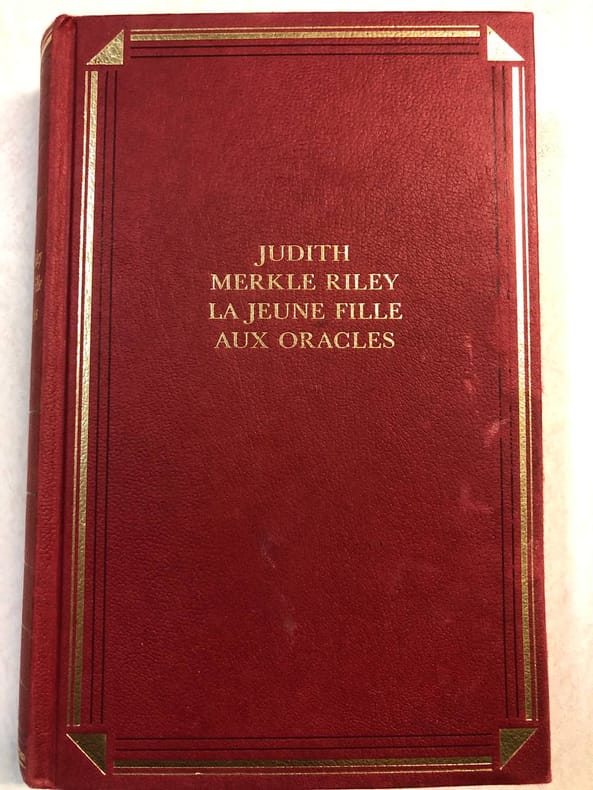 JUDITH
MERKLE RILEY
LA JEUNE FILLE
AUX ORACLES